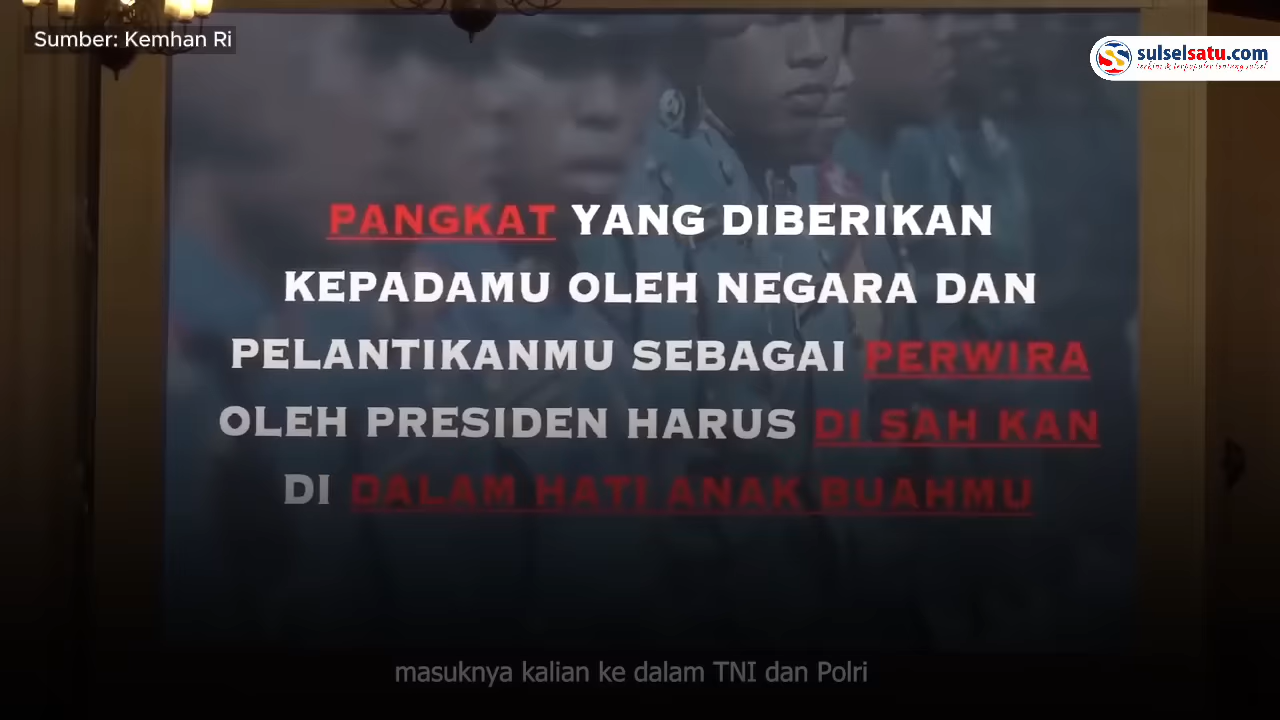 Sumber: Kemhan Ri
sulselsatu.com
PANGKAT YANG DIBERIKAN
KEPADAMU OLEH NEGARA DAN
PELANTIKANMU SEBAGAI PERWIRA
OLEH PRESIDEN HARUS DI SAH KAN
DI DALAM HATI ANAK BUAHMU
masuknya kalian ke dalam TNI dan Polri